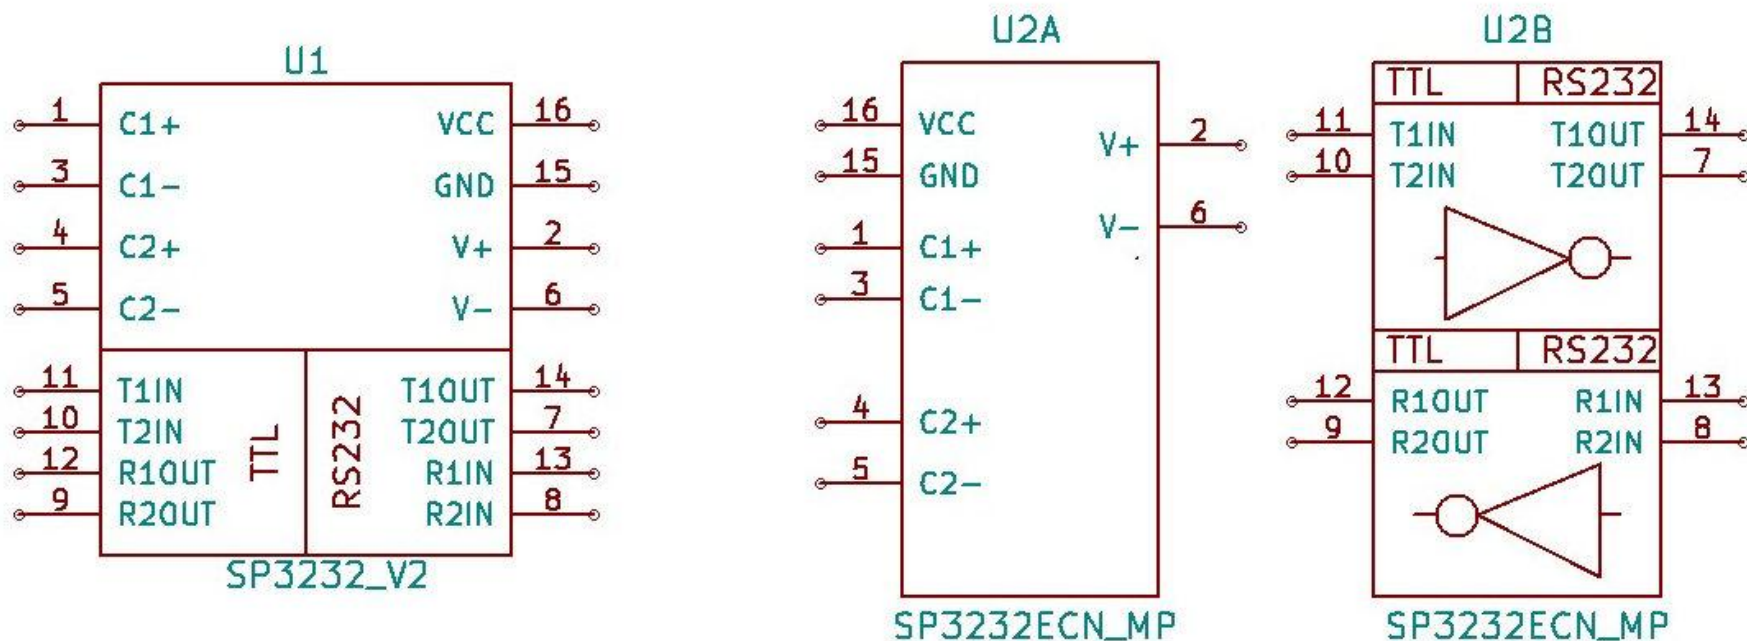 U1
1 C1+ VCC 16
3 C1- GND 15
4 C2+ V+ 2
5 C2- V- 6
11 T1IN T1OUT 14
10 T2IN T2OUT 7
12 R1OUT R1IN 13
9 R2OUT R2IN 8
TTL
RS232
SP3232_V2
U2A
16 VCC
15 GND
V+ 2
V- 6
1 C1+
3 C1-
4 C2+
5 C2-
SP3232ECN_MP
U2B
TTL RS232
11 T1IN T1OUT 14
10 T2IN T2OUT 7
TTL RS232
12 R1OUT R1IN 13
9 R2OUT R2IN 8
SP3232ECN_MP